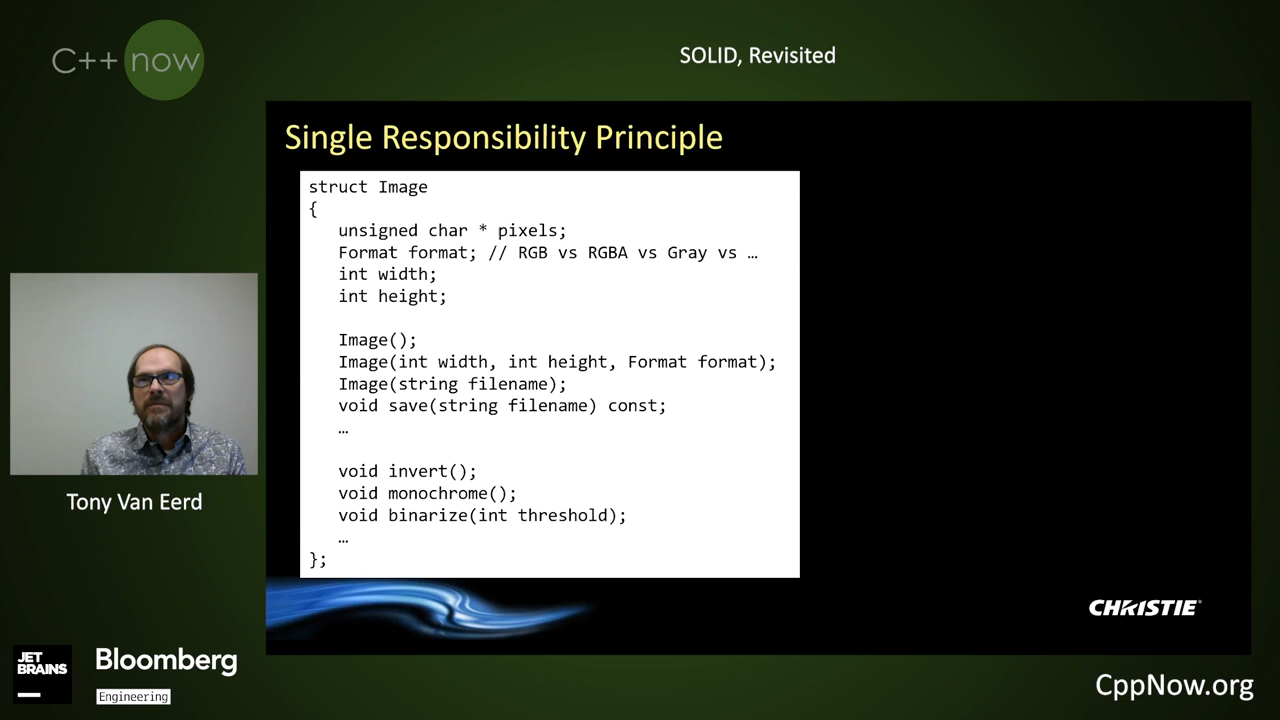 C++ now
SOLID, Revisited
Single Responsibility Principle
struct Image
{
   unsigned char * pixels;
   Format format; // RGB vs RGBA vs Gray vs …
   int width;
   int height;

   Image();
   Image(int width, int height, Format format);
   Image(string filename);
   void save(string filename) const;
   …

   void invert();
   void monochrome();
   void binarize(int threshold);
   …
};
Tony Van Eerd
CHRISTIE®
JET
BRAINS
Bloomberg
Engineering
CppNow.org